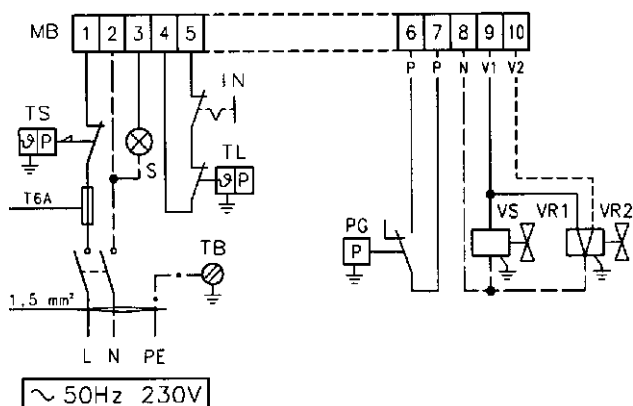 MB 1 2 3 4 5 6 7 8 9 10
P P N V1 V2
IN
TS
ϑ P
S
TL
ϑ P
T6A
VS VR1 VR2
PG
P
TB
1,5 mm²
L N PE
~ 50Hz 230V